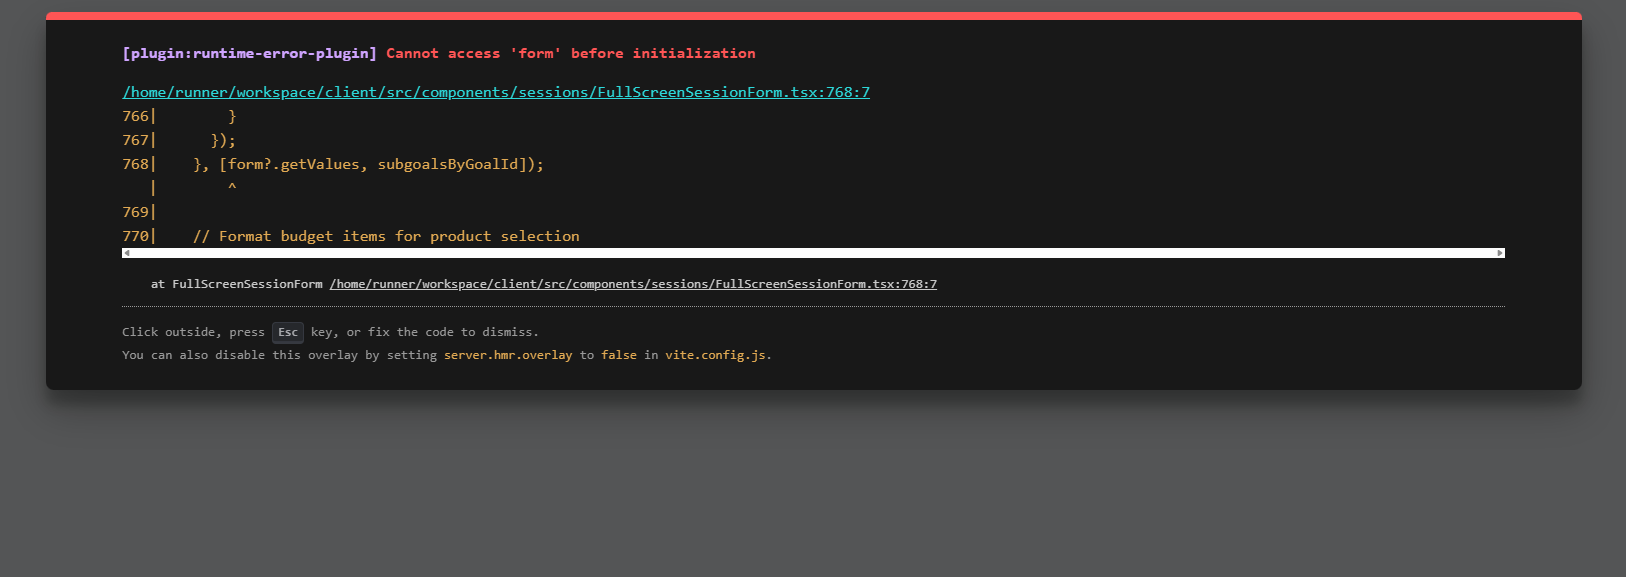 [plugin:runtime-error-plugin] Cannot access 'form' before initialization
/home/runner/workspace/client/src/components/sessions/FullScreenSessionForm.tsx:768:7
766|        }
767|      });
768|    }, [form?.getValues, subgoalsByGoalId]);
   |        ^
769|
770|    // Format budget items for product selection
at FullScreenSessionForm /home/runner/workspace/client/src/components/sessions/FullScreenSessionForm.tsx:768:7
Click outside, press Esc key, or fix the code to dismiss.
You can also disable this overlay by setting server.hmr.overlay to false in vite.config.js.